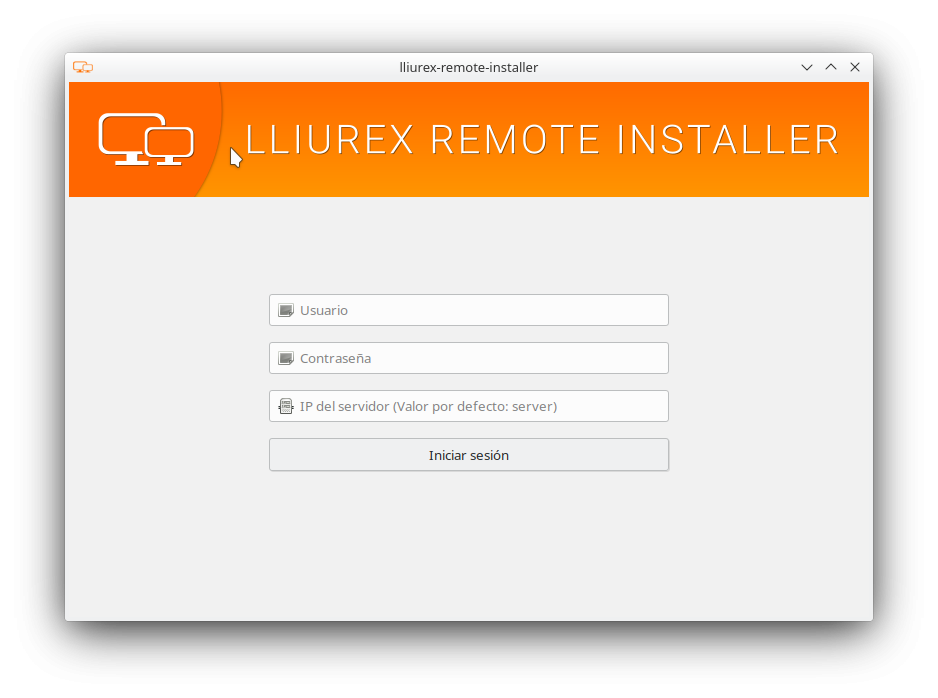 lliurex-remote-installer
LLIUREX REMOTE INSTALLER
Usuario
Contraseña
IP del servidor (Valor por defecto: server)
Iniciar sesión